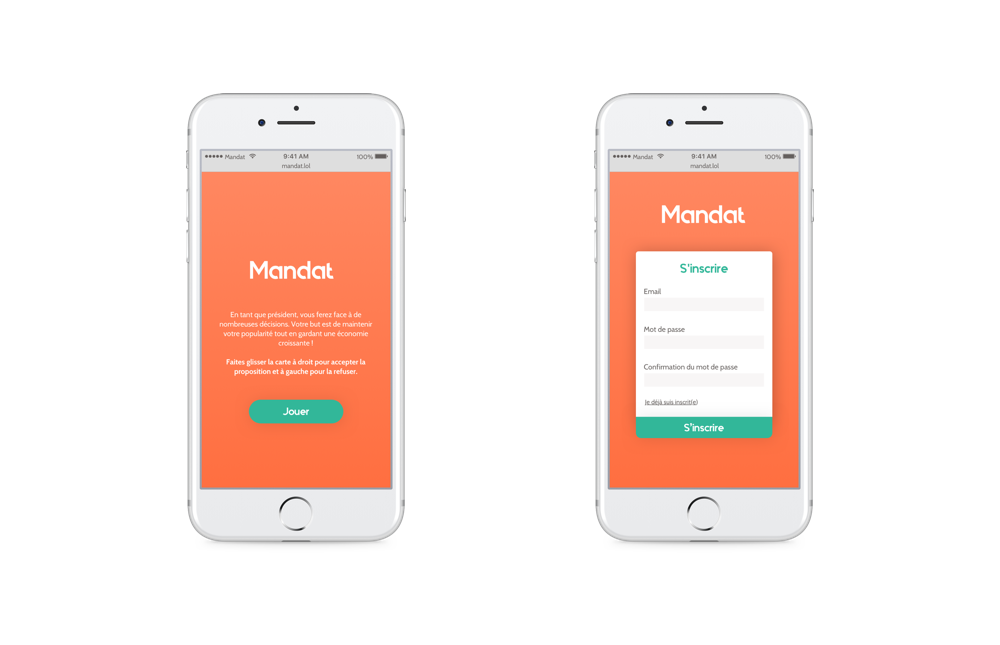 Mandat
9:41 AM
100%
mandat.lol
Mandat
En tant que président, vous ferez face à de
nombreuses décisions. Votre but est de maintenir
votre popularité tout en gardant une économie
croissante !
Faites glisser la carte à droit pour accepter la
proposition et à gauche pour la refuser.
Jouer
Mandat
9:41 AM
100%
mandat.lol
Mandat
S'inscrire
Email
Mot de passe
Confirmation du mot de passe
Je déjà suis inscrit(e)
S'inscrire